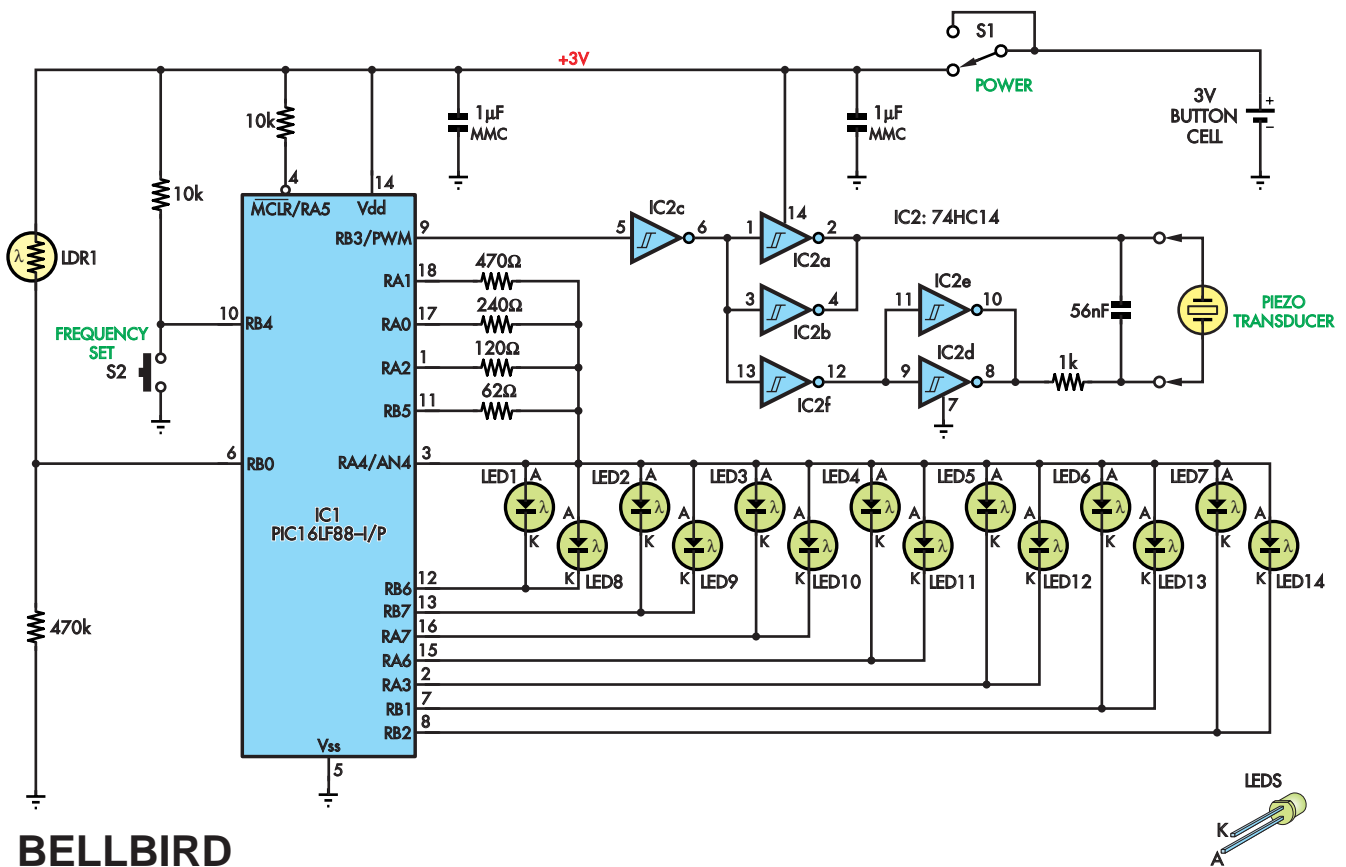 S1
+3V
POWER
3V
BUTTON
CELL
+
−
10k
1µF
MMC
1µF
MMC
10k
4
14
MCLR/RA5
Vdd
LDR1
λ
RB3/PWM
9
5
IC2c
6
1
14
2
IC2a
IC2: 74HC14
RA1
18
470Ω
RA0
17
240Ω
RA2
1
120Ω
RB5
11
62Ω
3
4
IC2b
11
IC2e
10
13
12
IC2f
9
IC2d
8
7
56nF
1k
PIEZO
TRANSDUCER
10
RB4
FREQUENCY
SET
S2
6
RB0
RA4/AN4
3
IC1
PIC16LF88–I/P
LED1
A
λ
K
LED2
A
λ
K
LED3
A
λ
K
LED4
A
λ
K
LED5
A
λ
K
LED6
A
λ
K
LED7
A
λ
K
A
λ
K
LED8
A
λ
K
LED9
A
λ
K
LED10
A
λ
K
LED11
A
λ
K
LED12
A
λ
K
LED13
A
λ
K
LED14
RB6
12
RB7
13
RA7
16
RA6
15
RA3
2
RB1
7
RB2
8
470k
Vss
5
LEDS
K
A
BELLBIRD